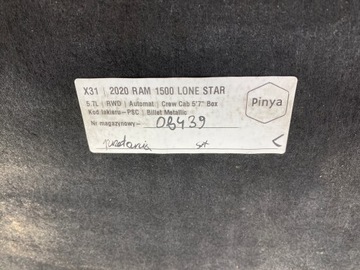 X31 | 2020 RAM 1500 LONE STAR
5.7L | RWD | Automat | Crew Cab 5'7" Box
Kod lakieru-PSC | Billet Metallic
Nr magazynowy- 08439
Pinya